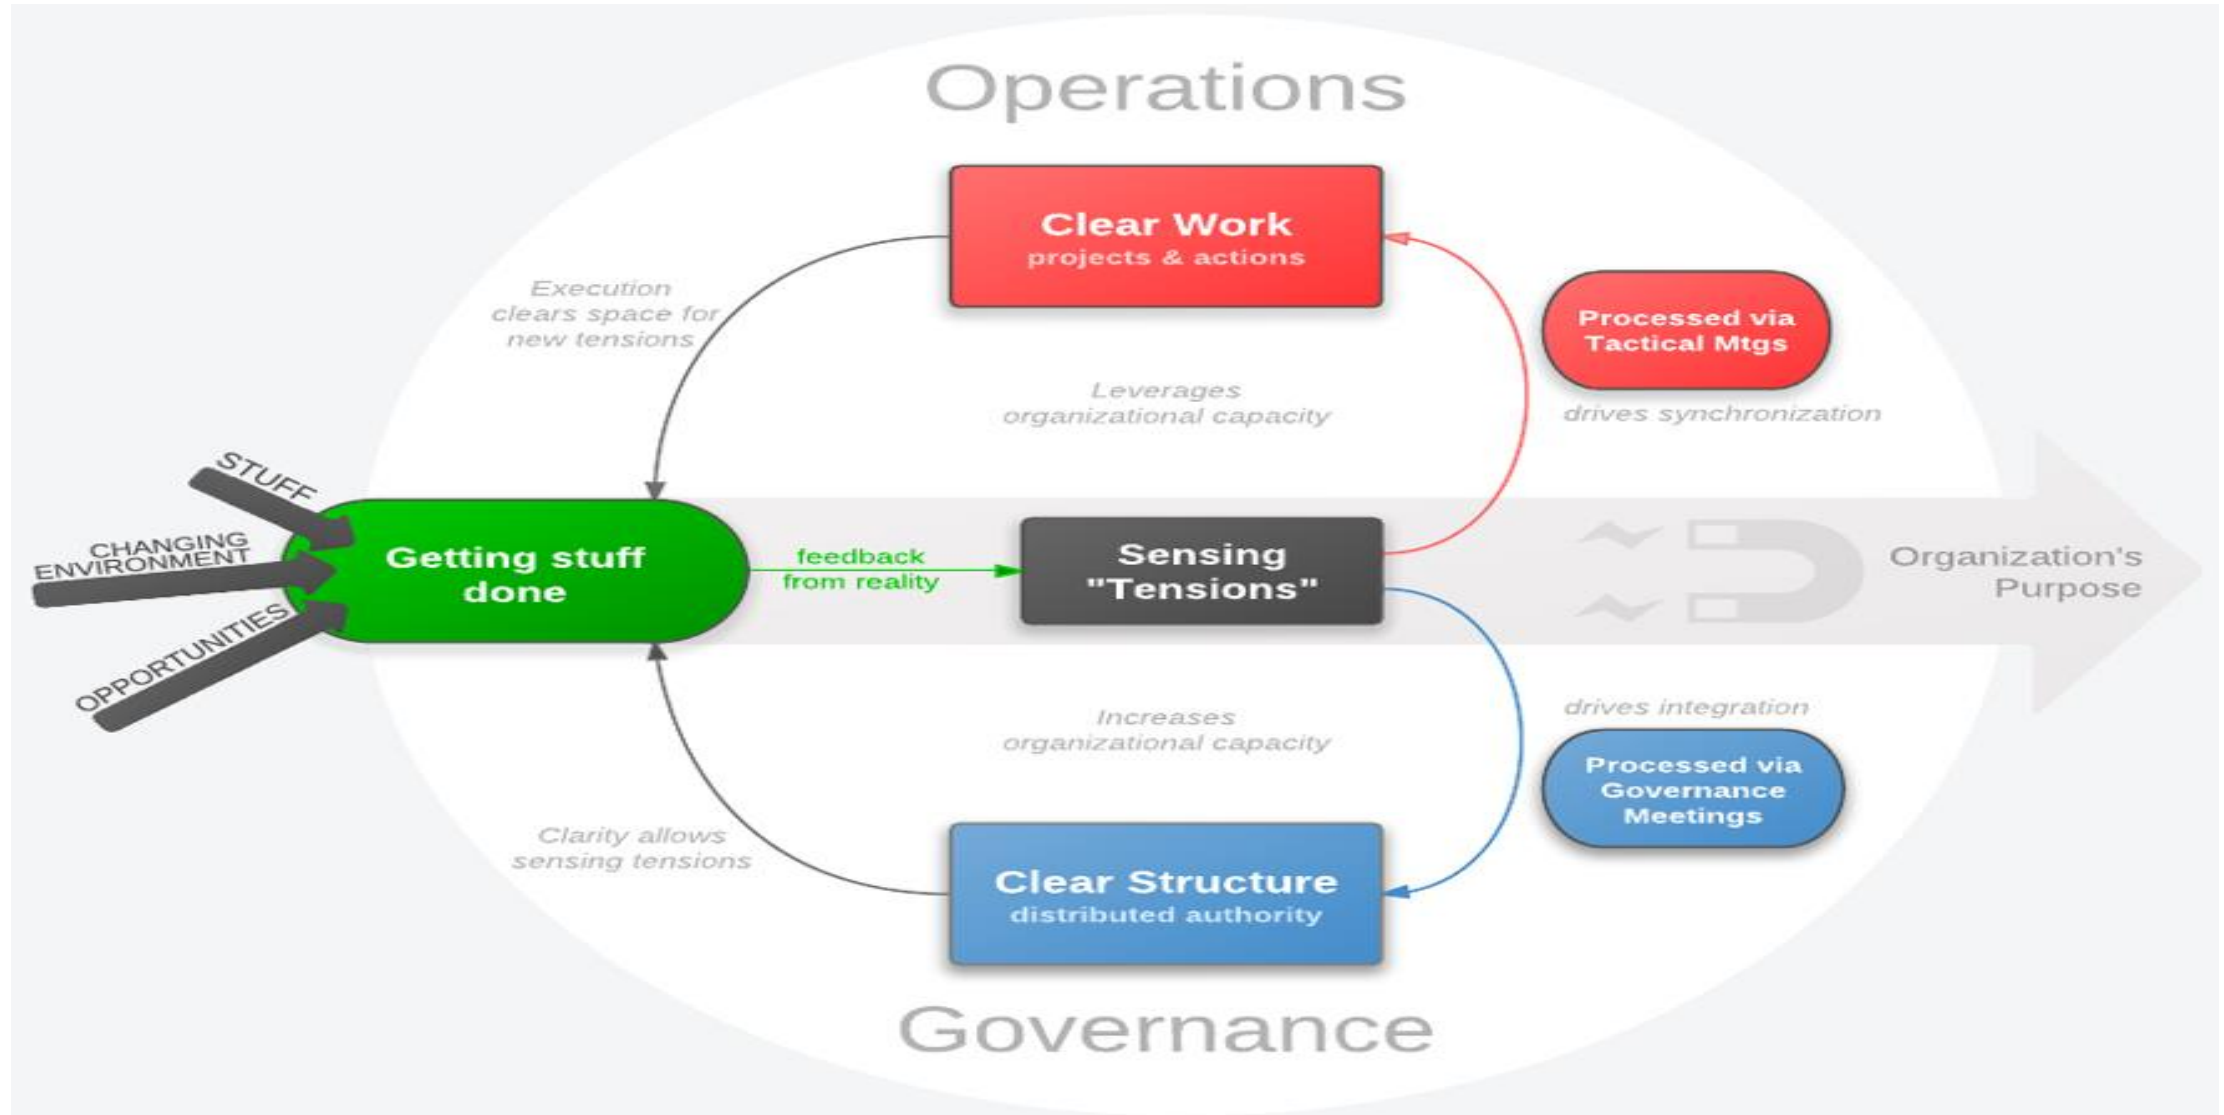 Operations
Clear Work
projects & actions
Execution
clears space for
new tensions
Processed via
Tactical Mtgs
drives synchronization
Leverages
organizational capacity
STUFF
CHANGING
ENVIRONMENT
OPPORTUNITIES
Getting stuff
done
feedback
from reality
Sensing
"Tensions"
Organization's
Purpose
Increases
organizational capacity
drives integration
Processed via
Governance
Meetings
Clarity allows
sensing tensions
Clear Structure
distributed authority
Governance